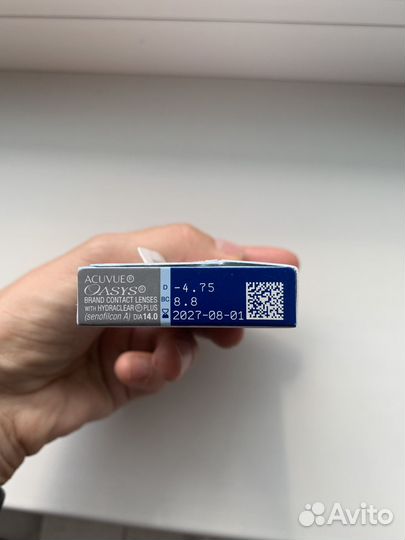 ACUVUE®
OASYS®
BRAND CONTACT LENSES
WITH HYDRACLEAR® PLUS
(senofilcon A) DIA 14.0
D -4.75
BC 8.8
2027-08-01
Avito